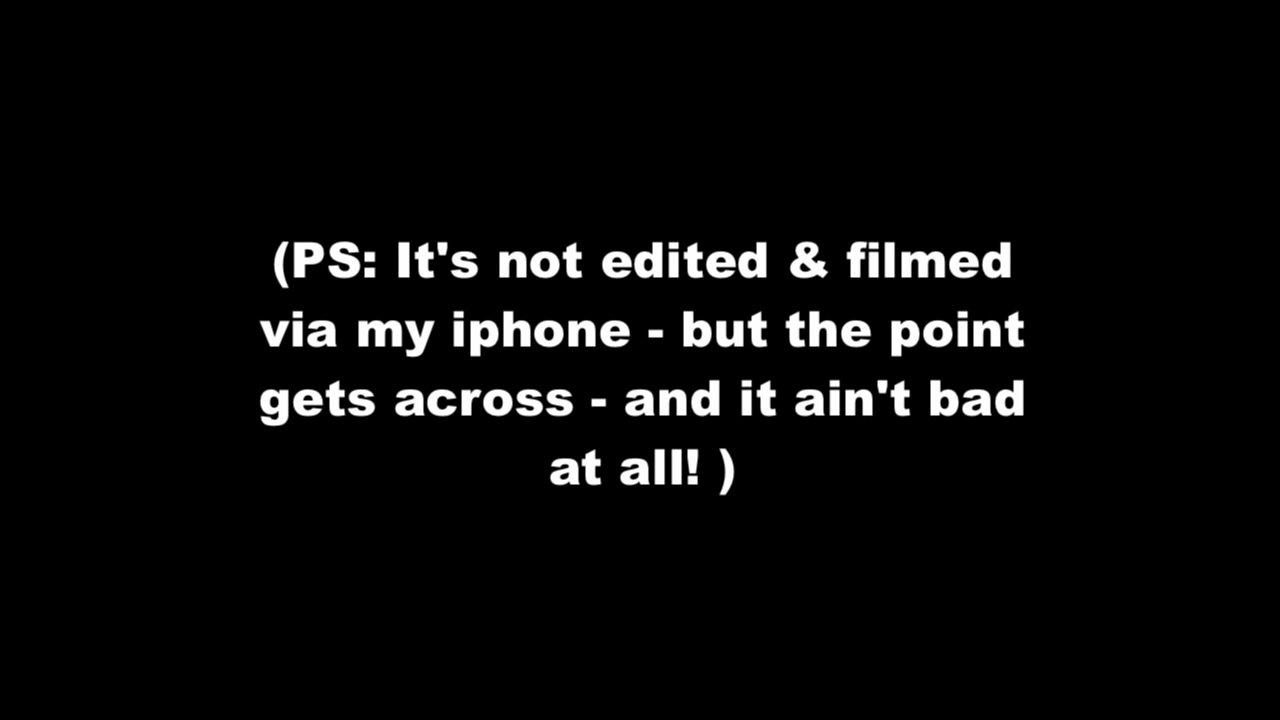 (PS: It's not edited & filmed
via my iphone - but the point
gets across - and it ain't bad
at all! )